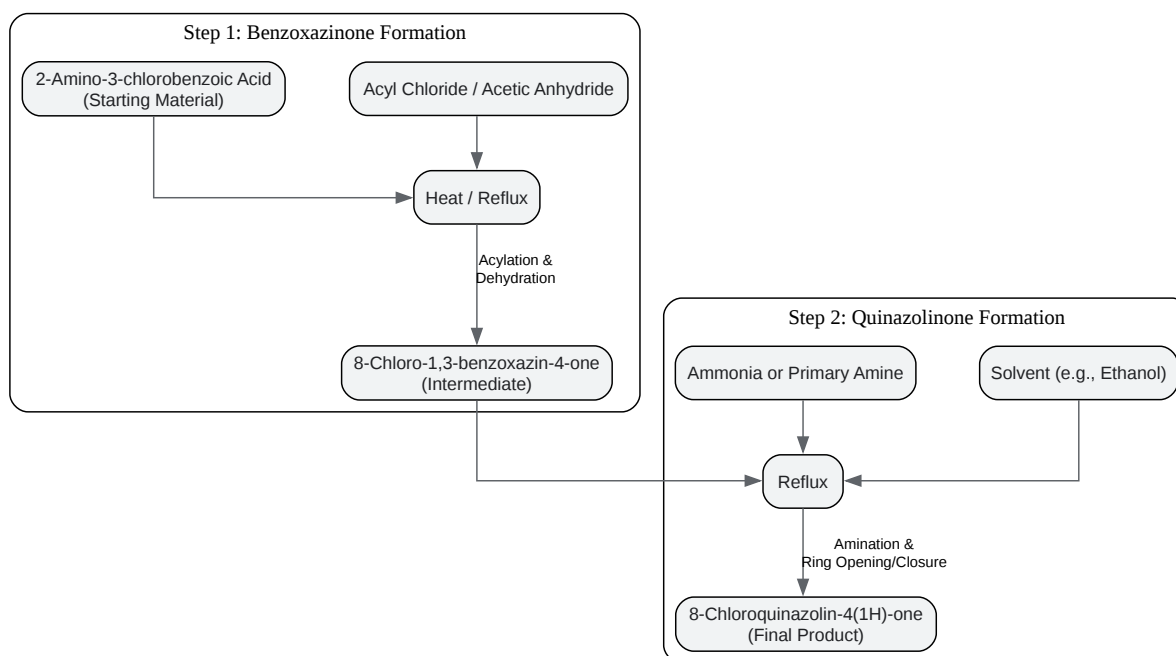 Step 1: Benzoxazinone Formation
2-Amino-3-chlorobenzoic Acid
(Starting Material)
Acyl Chloride / Acetic Anhydride
Heat / Reflux
Acylation &
Dehydration
8-Chloro-1,3-benzoxazin-4-one
(Intermediate)
Step 2: Quinazolinone Formation
Ammonia or Primary Amine
Solvent (e.g., Ethanol)
Reflux
Amination &
Ring Opening/Closure
8-Chloroquinazolin-4(1H)-one
(Final Product)